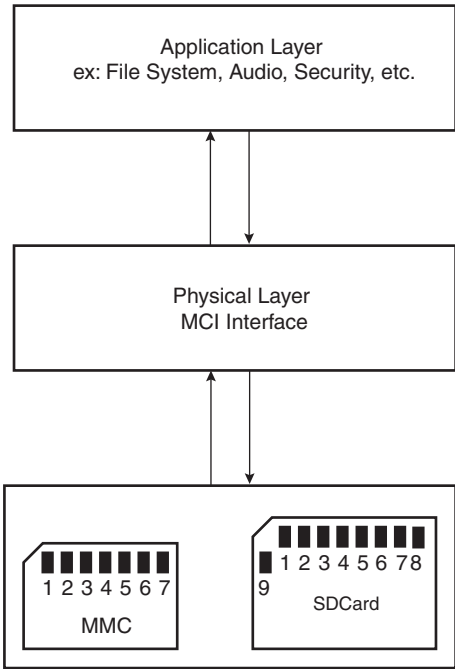 Application Layer
ex: File System, Audio, Security, etc.
Physical Layer
MCI Interface
1 2 3 4 5 6 7
MMC
1 2 3 4 5 6 7 8
9
SDCard